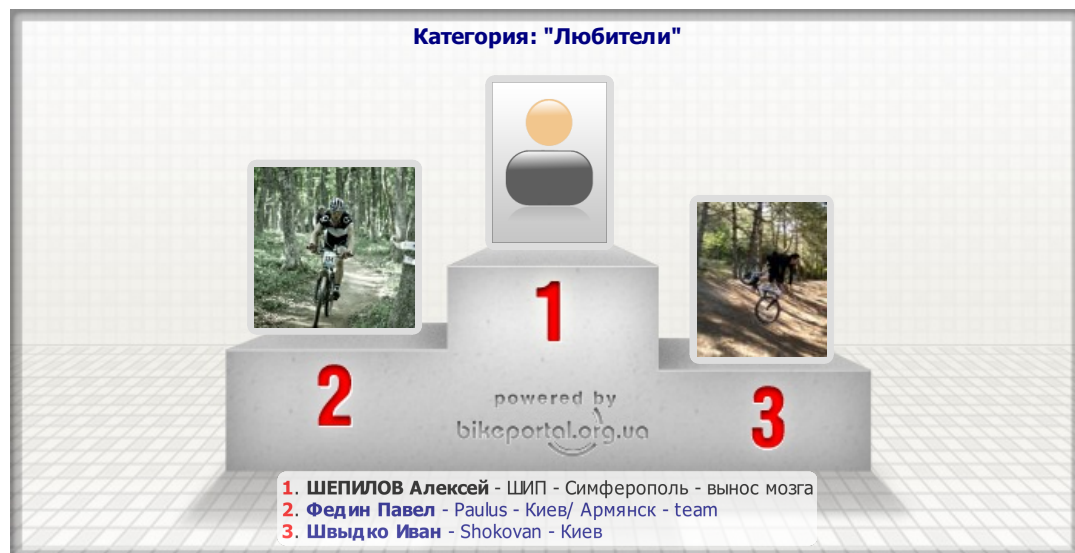 Категория: "Любители"
1
2
3
powered by
bikeportal.org.ua
1. ШЕПИЛОВ Алексей - ШИП - Симферополь - вынос мозга
2. Федин Павел - Paulus - Киев/ Армянск - team
3. Швыдко Иван - Shokovan - Киев